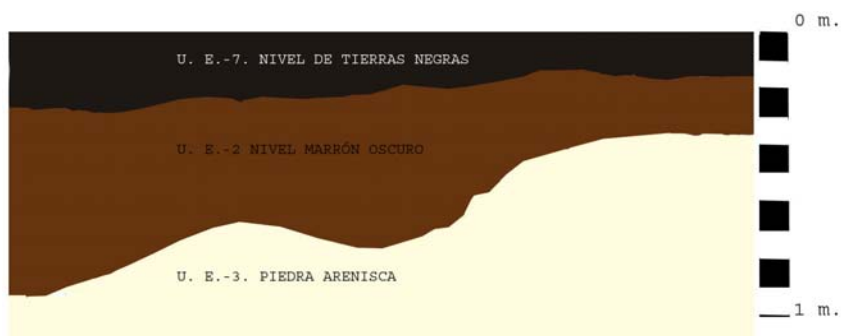 0 m.
U. E.-7. NIVEL DE TIERRAS NEGRAS
U. E.-2 NIVEL MARRÓN OSCURO
U. E.-3. PIEDRA ARENISCA
1 m.